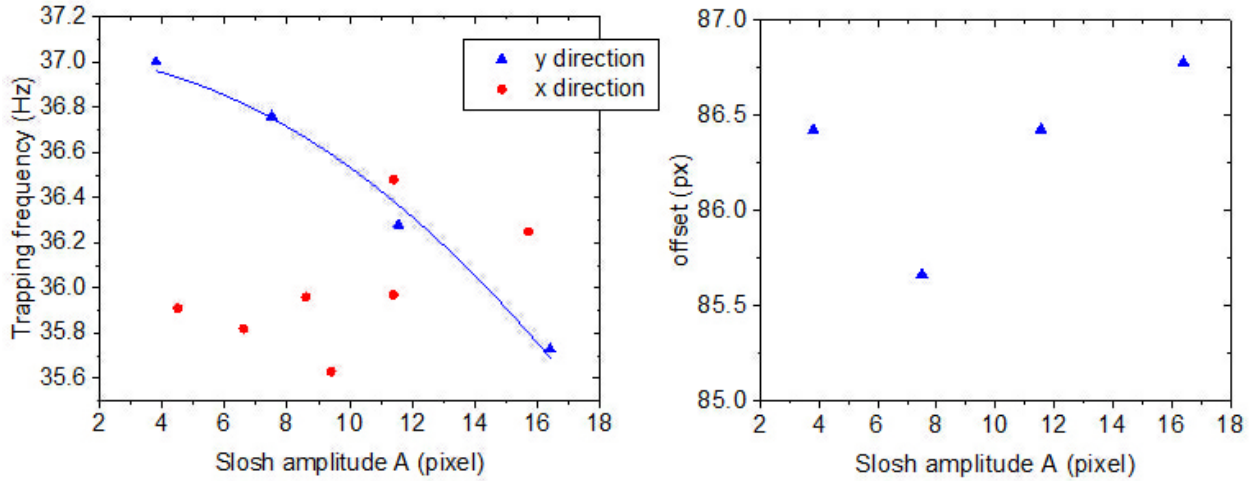 37.2
37.0
36.8
36.6
36.4
36.2
36.0
35.8
35.6
Trapping frequency (Hz)
y direction
x direction
2 4 6 8 10 12 14 16 18
Slosh amplitude A (pixel)
87.0
86.5
86.0
85.5
85.0
offset (px)
2 4 6 8 10 12 14 16 18
Slosh amplitude A (pixel)